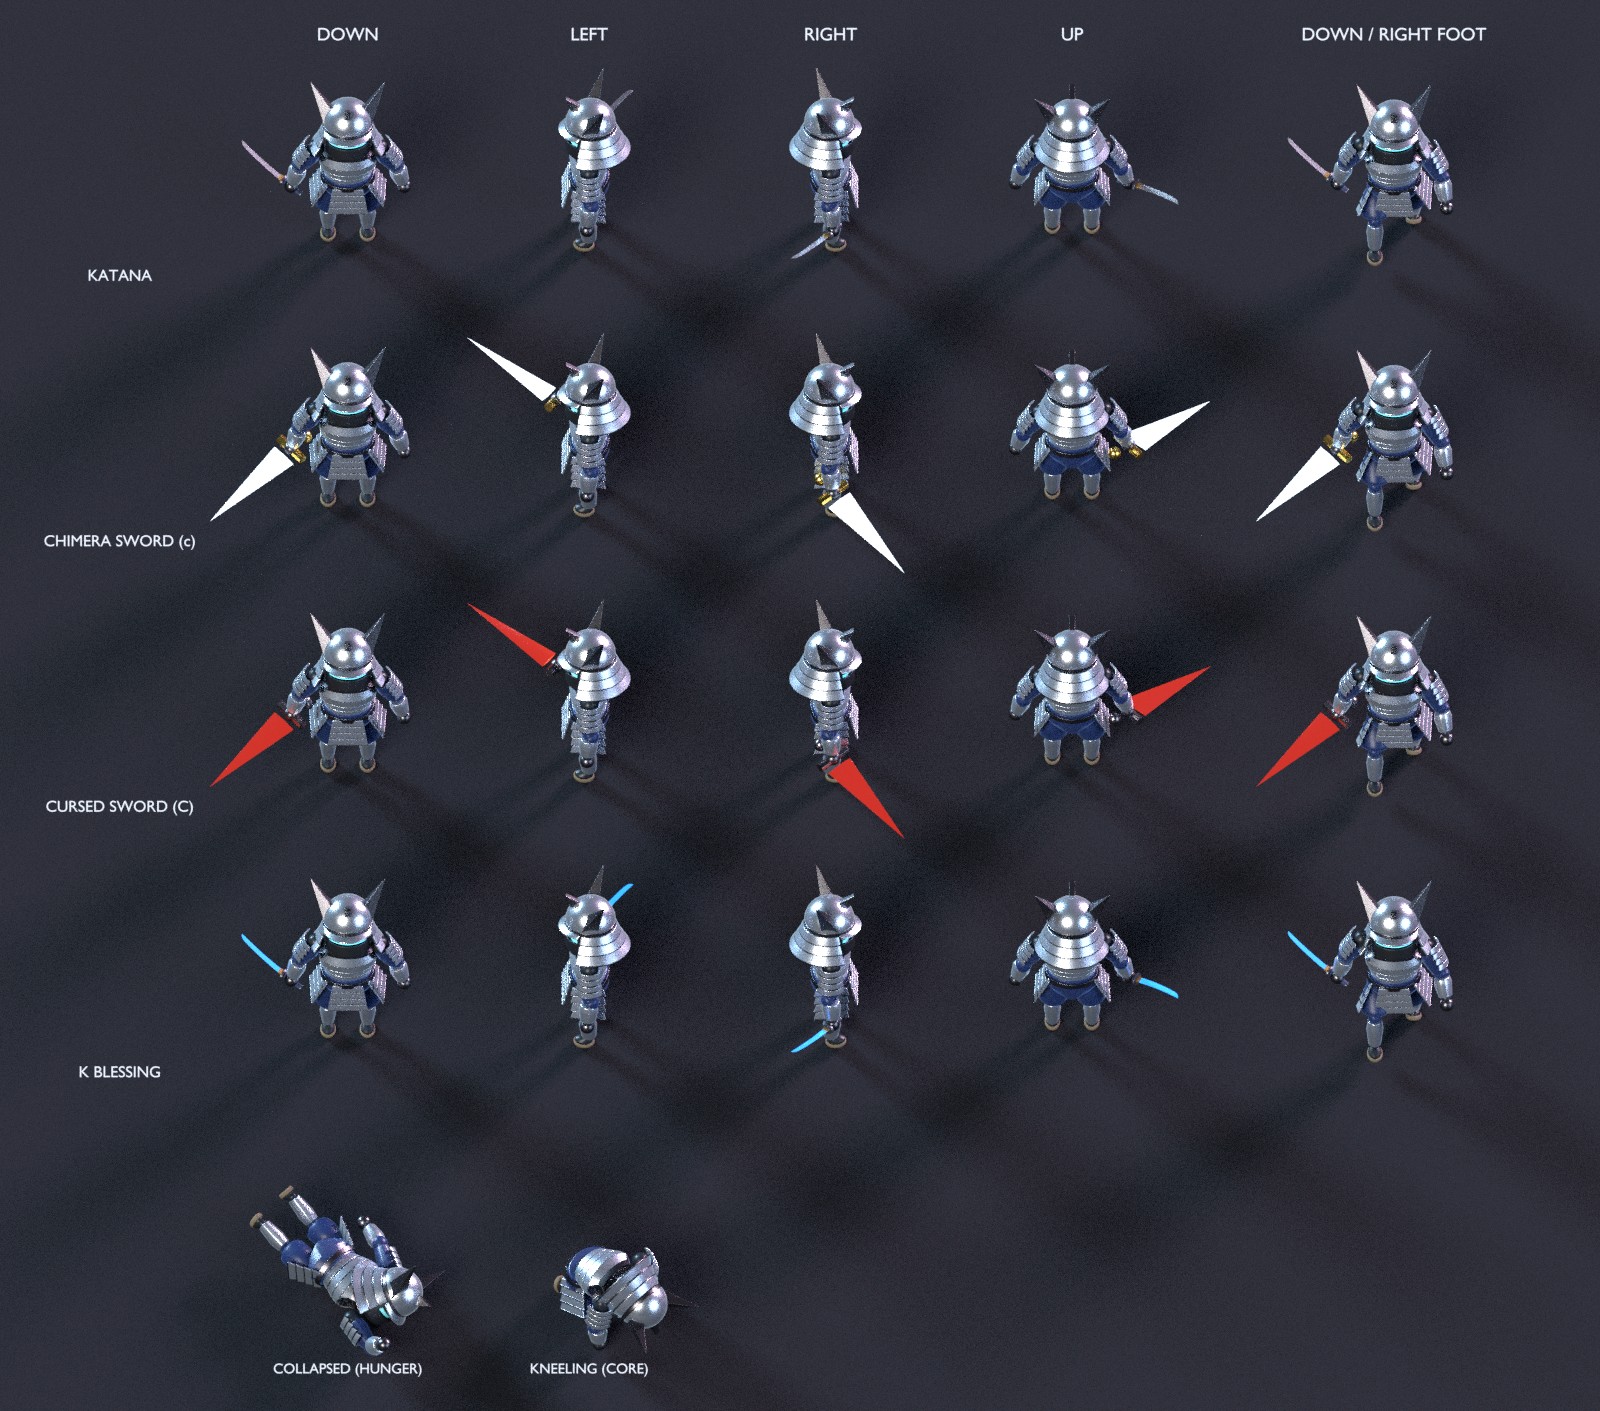 DOWN
LEFT
RIGHT
UP
DOWN / RIGHT FOOT
KATANA
CHIMERA SWORD (c)
CURSED SWORD (C)
K BLESSING
COLLAPSED (HUNGER)
KNEELING (CORE)